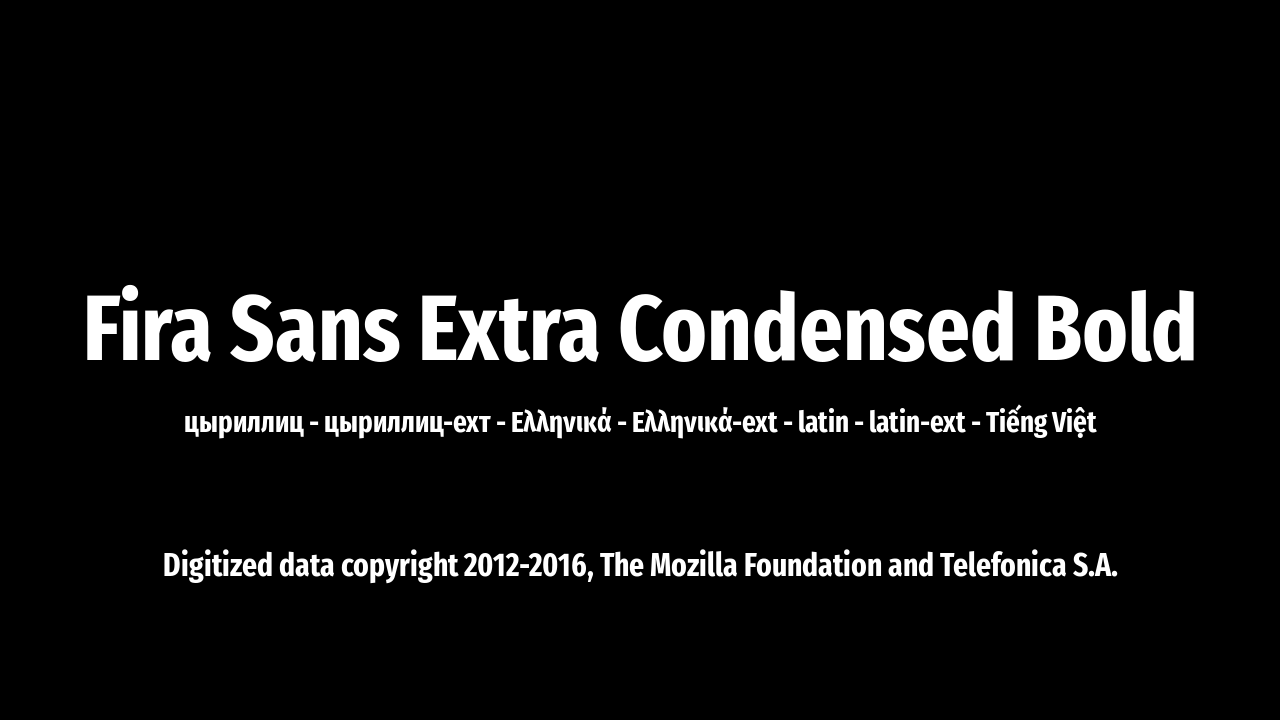 Fira Sans Extra Condensed Bold
цыриллиц - цыриллиц-ехт - Ελληνικά - Ελληνικά-ext - latin - latin-ext - Tiếng Việt
Digitized data copyright 2012-2016, The Mozilla Foundation and Telefonica S.A.